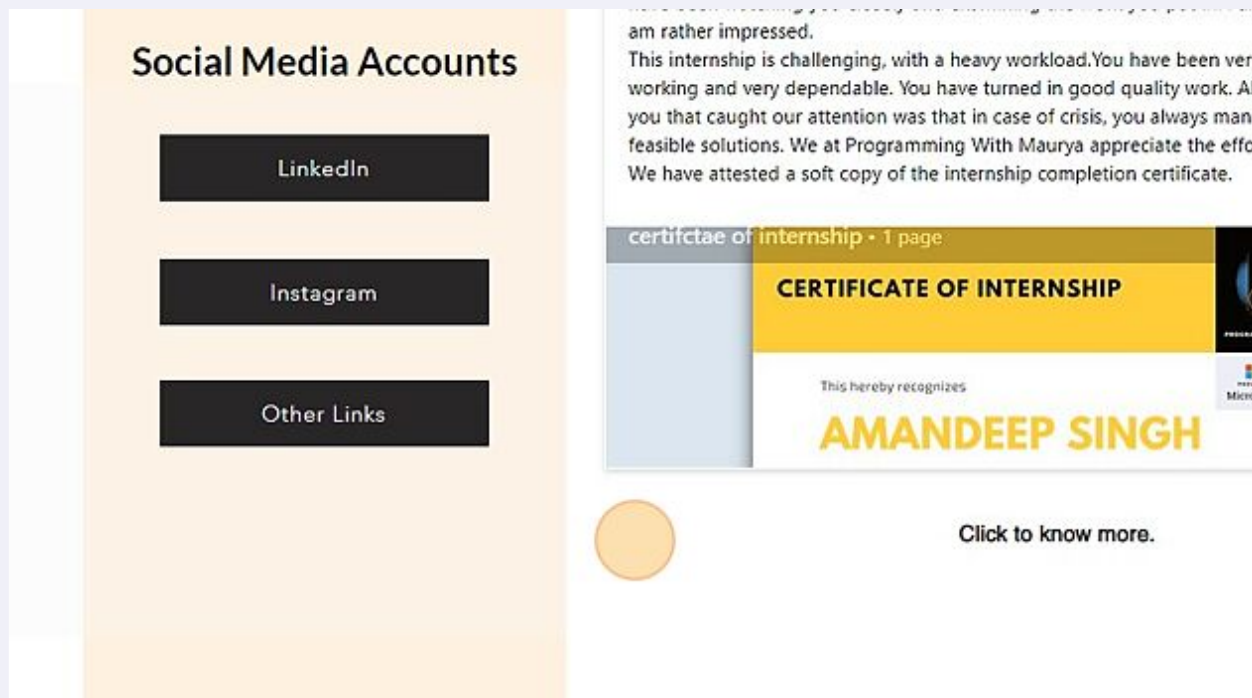 Social Media Accounts
LinkedIn
Instagram
Other Links
am rather impressed.
This internship is challenging, with a heavy workload.You have been
working and very dependable. You have turned in good quality work.
you that caught our attention was that in case of crisis, you always
feasible solutions. We at Programming With Maurya appreciate the
We have attested a soft copy of the internship completion certificate.
certifctae of internship • 1 page
CERTIFICATE OF INTERNSHIP
This hereby recognizes
AMANDEEP SINGH
Click to know more.